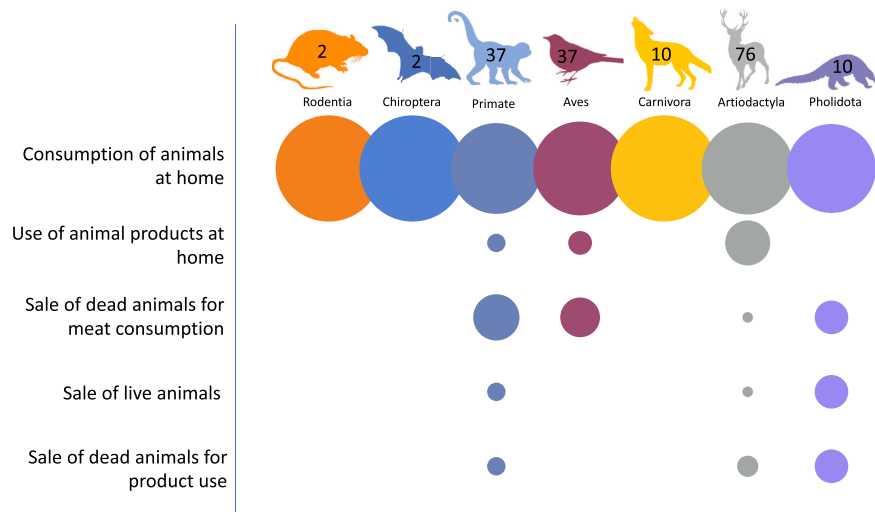 2
2
37
37
10
76
10
Rodentia
Chiroptera
Primate
Aves
Carnivora
Artiodactyla
Pholidota
Consumption of animals
at home
Use of animal products at
home
Sale of dead animals for
meat consumption
Sale of live animals
Sale of dead animals for
product use